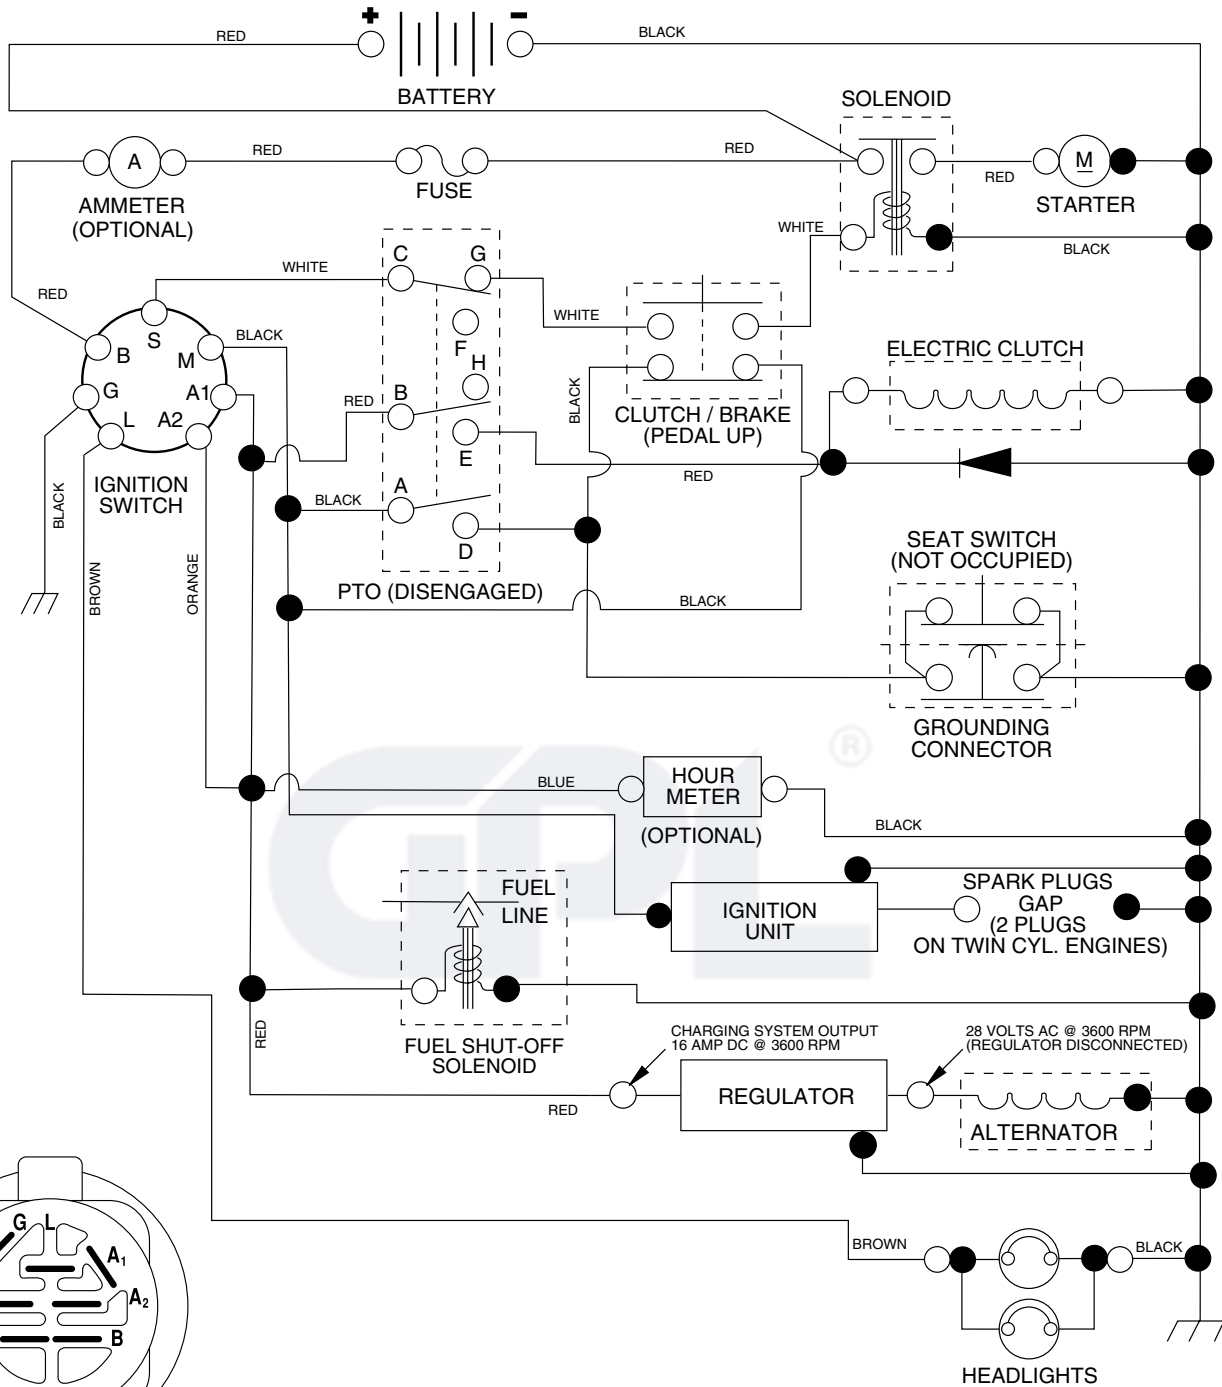 + -
RED
BLACK
BATTERY
SOLENOID
A
RED
FUSE
RED
RED
M
STARTER
AMMETER
(OPTIONAL)
WHITE
BLACK
C G
WHITE
RED
WHITE
S
BLACK
B
M
F
H
ELECTRIC CLUTCH
G
A1
L
A2
RED
B
BLACK
CLUTCH / BRAKE
(PEDAL UP)
E
RED
IGNITION
SWITCH
BLACK
BLACK
A
D
SEAT SWITCH
(NOT OCCUPIED)
BROWN
ORANGE
PTO (DISENGAGED)
BLACK
GROUNDING
CONNECTOR
GPL ®
BLUE
HOUR
METER
(OPTIONAL)
BLACK
FUEL
LINE
IGNITION
UNIT
SPARK PLUGS
GAP
(2 PLUGS
ON TWIN CYL. ENGINES)
RED
FUEL SHUT-OFF
SOLENOID
CHARGING SYSTEM OUTPUT
16 AMP DC @ 3600 RPM
28 VOLTS AC @ 3600 RPM
(REGULATOR DISCONNECTED)
RED
REGULATOR
ALTERNATOR
G L
A1
A2
B
BROWN
BLACK
HEADLIGHTS